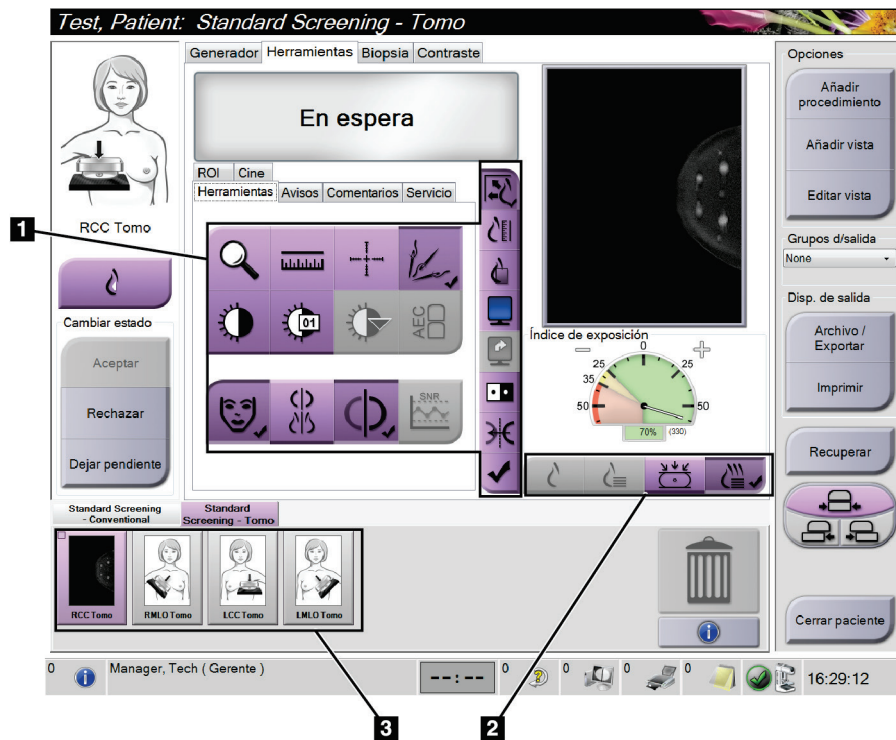 Test, Patient: Standard Screening - Tomo
Generador Herramientas Biopsia Contraste
En espera
ROI Cine
Herramientas Avisos Comentarios Servicio
01
AEC
SNR
RCC Tomo
Cambiar estado
Aceptar
Rechazar
Dejar pendiente
Índice de exposición
50 35 25 0 25 50
70% (330)
Opciones
Añadir
procedimiento
Añadir vista
Editar vista
Grupos d/salida
None
Disp. de salida
Archivo /
Exportar
Imprimir
Recuperar
Cerrar paciente
Standard Screening
- Conventional
Standard
Screening - Tomo
RCC Tomo
RMLO Tomo
LCC Tomo
LMLO Tomo
0 Manager, Tech ( Gerente ) --:-- 0 0 0 0 16:29:12
1
2
3